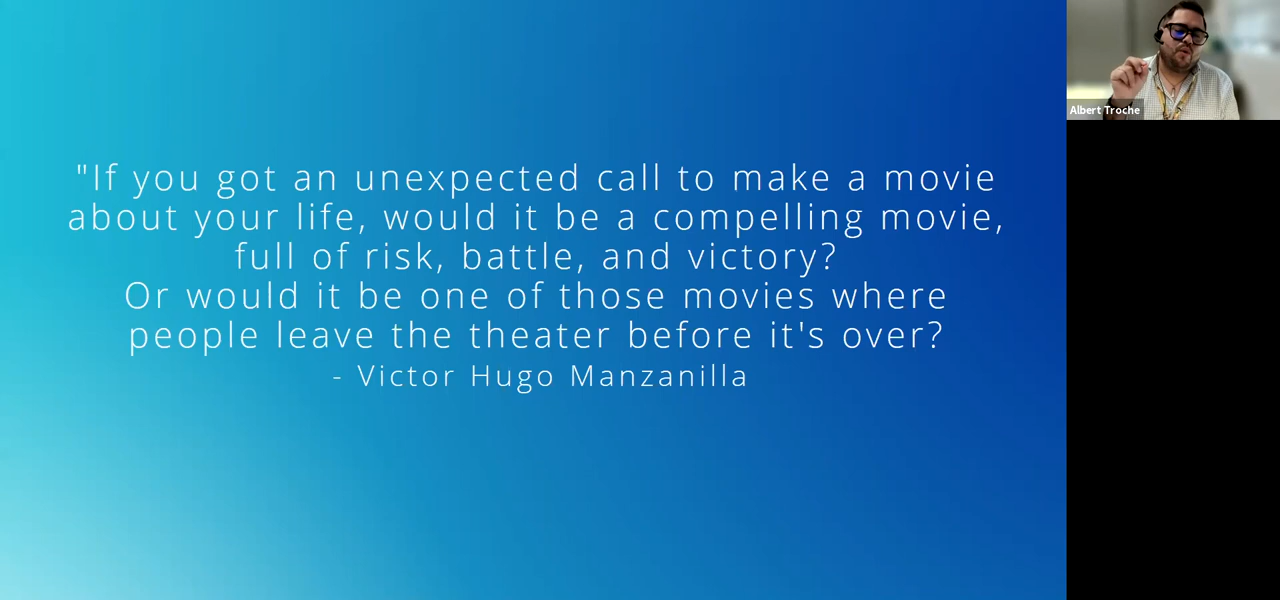 "If you got an unexpected call to make a movie
about your life, would it be a compelling movie,
full of risk, battle, and victory?
Or would it be one of those movies where
people leave the theater before it's over?
- Victor Hugo Manzanilla
Albert Troche